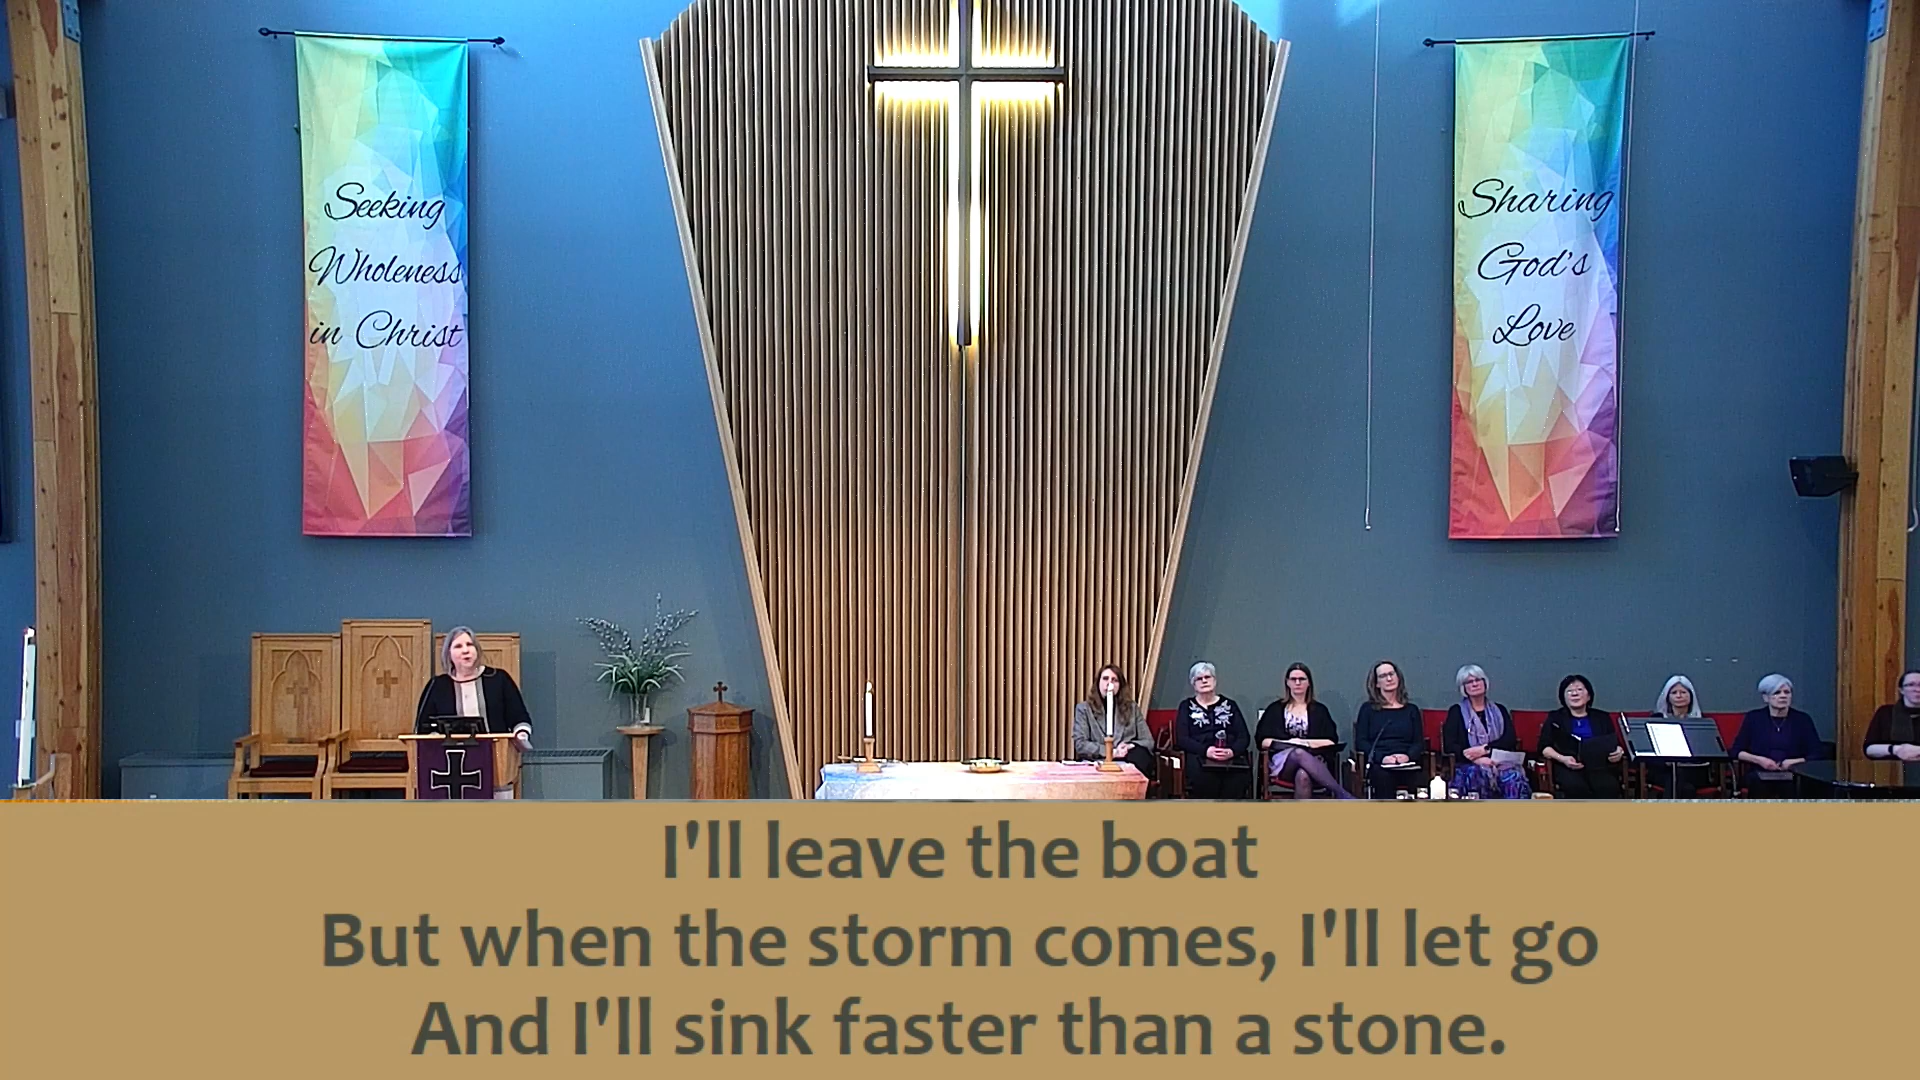 Seeking
Wholeness
in Christ
Sharing
God's
Love
I'll leave the boat
But when the storm comes, I'll let go
And I'll sink faster than a stone.